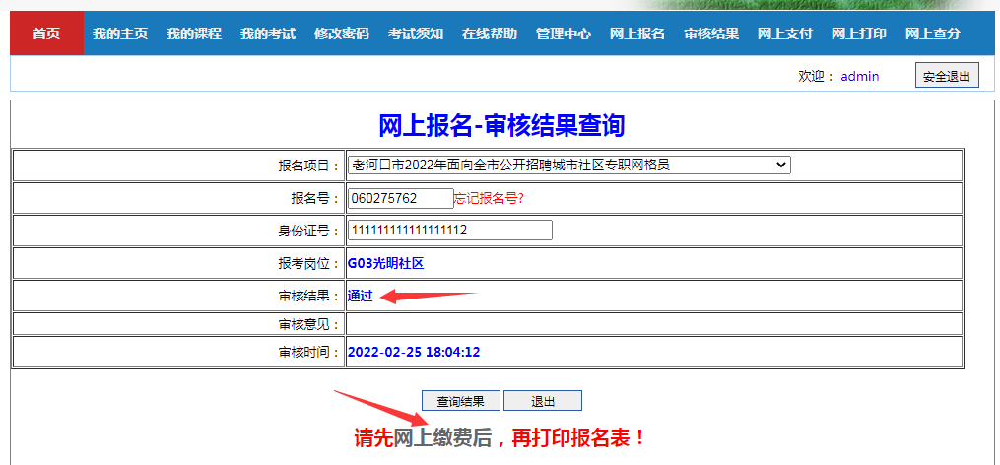 首页 我的主页 我的课程 我的考试 修改密码 考试须知 在线帮助 管理中心 网上报名 审核结果 网上支付 网上打印 网上查分
欢迎： admin 安全退出
网上报名-审核结果查询
报名项目： 老河口市2022年面向全市公开招聘城市社区专职网格员
报名号： 060275762 忘记报名号?
身份证号： 111111111111111112
报考岗位： G03光明社区
审核结果： 通过
审核意见：
审核时间： 2022-02-25 18:04:12
查询结果 退出
请先网上缴费后，再打印报名表！